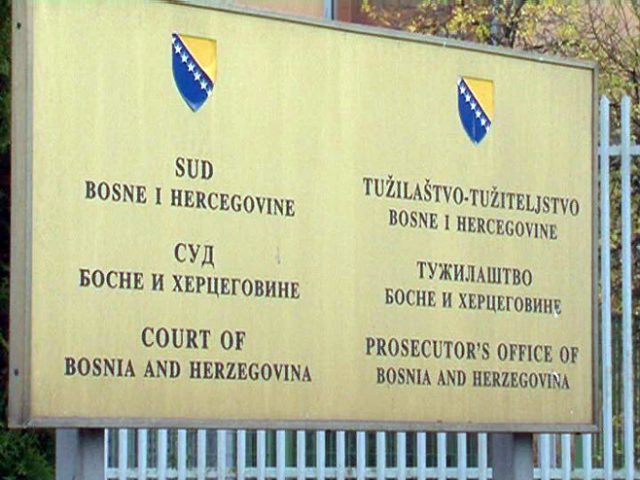 SUD
BOSNE I HERCEGOVINE
СУД
БОСНЕ И ХЕРЦЕГОВИНЕ
COURT OF
BOSNIA AND HERZEGOVINA
TUŽILAŠTVO-TUŽITELJSTVO
BOSNE I HERCEGOVINE
ТУЖИЛАШТВО
БОСНЕ И ХЕРЦЕГОВИНЕ
PROSECUTOR'S OFFICE OF
BOSNIA AND HERZEGOVINA